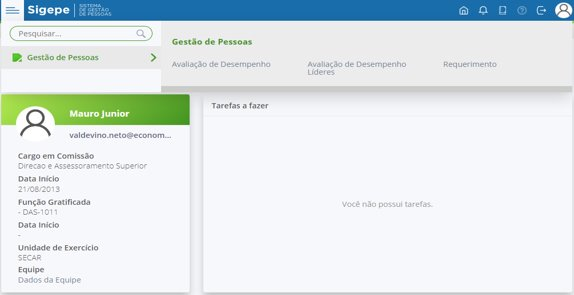 Sigepe
SISTEMA
DE GESTÃO
DE PESSOAS
Pesquisar...
Gestão de Pessoas
Gestão de Pessoas
Avaliação de Desempenho
Avaliação de Desempenho
Líderes
Requerimento
Mauro Junior
valdevino.neto@econom...
Cargo em Comissão
Direcao e Assessoramento Superior
Data Início
21/08/2013
Função Gratificada
- DAS-1011
Data Início
-
Unidade de Exercício
SECAR
Equipe
Dados da Equipe
Tarefas a fazer
Você não possui tarefas.